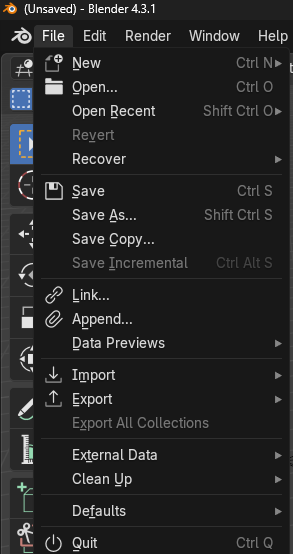 (Unsaved) - Blender 4.3.1
File Edit Render Window Help
New Ctrl N
Open... Ctrl O
Open Recent Shift Ctrl O
Revert
Recover
Save Ctrl S
Save As... Shift Ctrl S
Save Copy...
Save Incremental Ctrl Alt S
Link...
Append...
Data Previews
Import
Export
Export All Collections
External Data
Clean Up
Defaults
Quit Ctrl Q